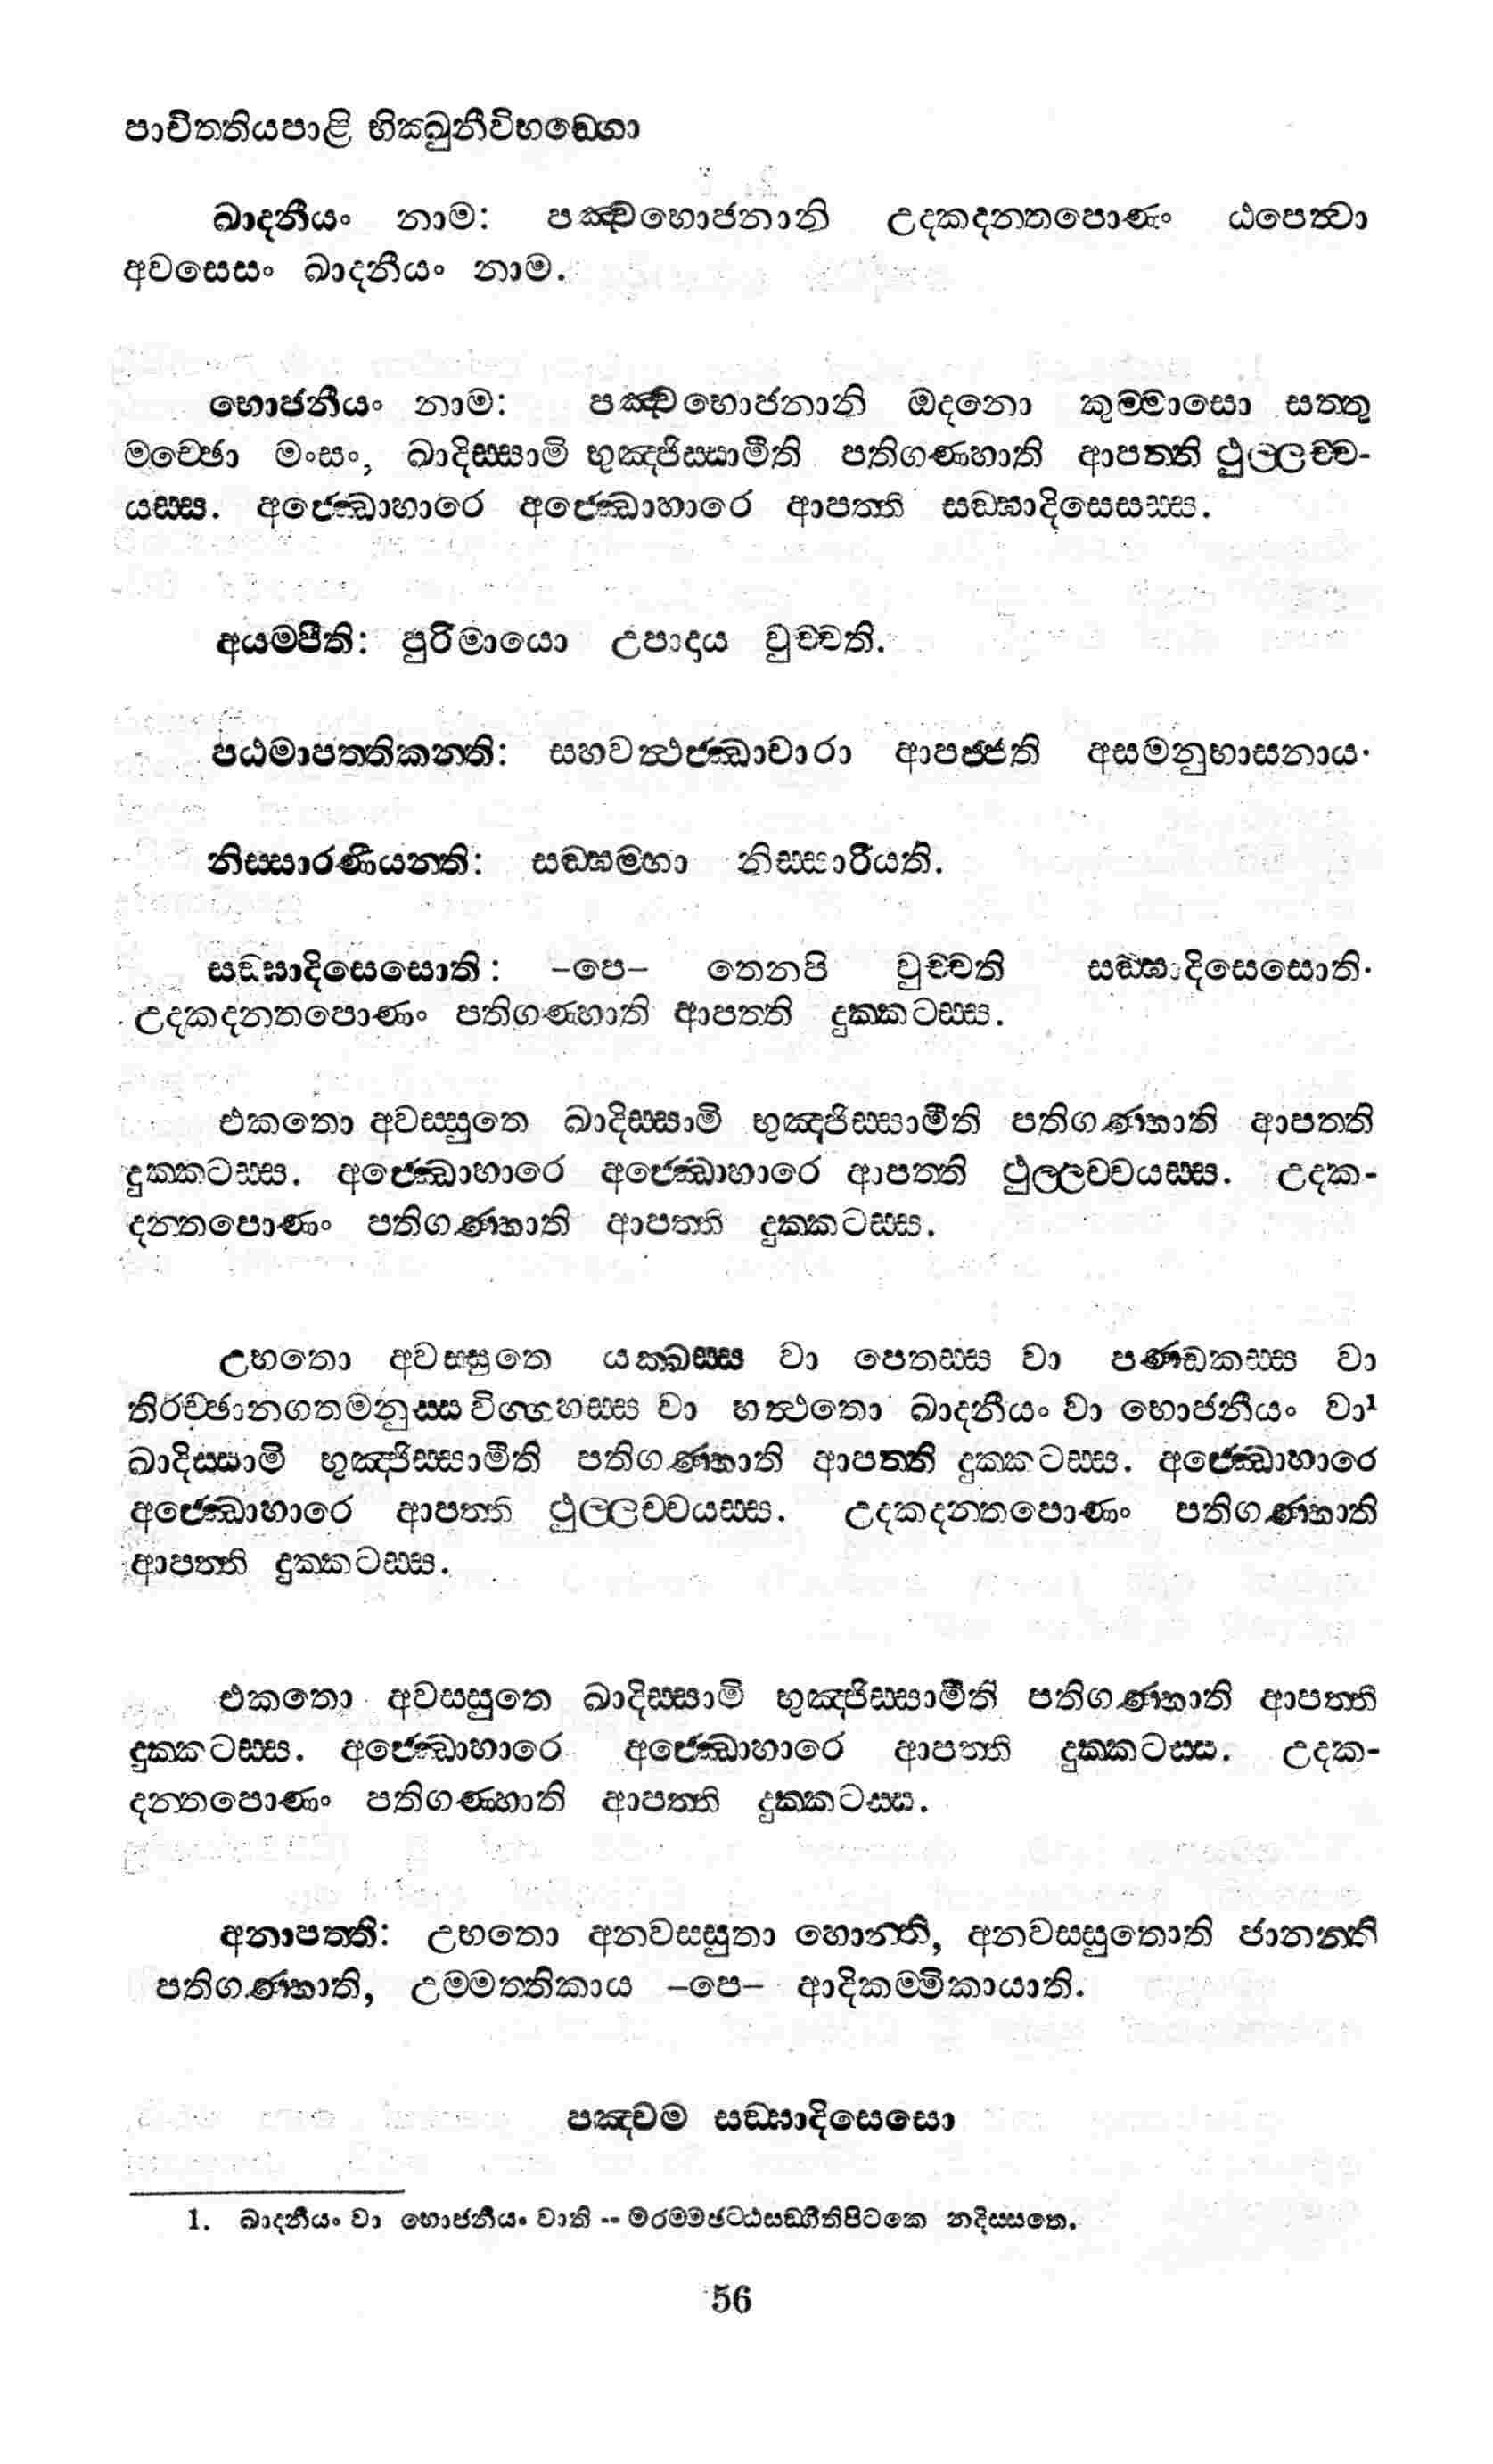 පාචිත්තියපාළි භික්ඛුනීවිභඞ්ගො
ඛාදනීයං නාම: පඤ්චභොජනානි උදකදන්තපොණං ඨපෙත්වා
අවසෙසං ඛාදනීයං නාම.
භොජනීයං නාම: පඤ්චභොජනානි ඔදනො කුම්මාසො සත්තු
මච්ඡො මංසං, ඛාදිස්සාමි භුඤ්ජිස්සාමීති පතිගණ්හාති ආපත්ති ථුල්ලච්ච-
යස්ස. අජ්ඣොහාරෙ අජ්ඣොහාරෙ ආපත්ති සඞ්ඝාදිසෙසස්ස.
අයම්පීති: පුරිමායො උපාදාය වුච්චති.
පඨමාපත්තිකන්ති: සහවත්ථජ්ඣාචාරා ආපජ්ජති අසමනුභාසනාය.
නිස්සාරණීයන්ති: සඞ්ඝම්හා නිස්සාරීයති.
සඞ්ඝාදිසෙසොති: –පෙ– තෙනපි වුච්චති සඞ්ඝාදිසෙසොති.
උදකදන්තපොණං පතිගණ්හාති ආපත්ති දුක්කටස්ස.
එකතො අවස්සුතෙ ඛාදිස්සාමි භුඤ්ජිස්සාමීති පතිගණ්හාති ආපත්ති
දුක්කටස්ස. අජ්ඣොහාරෙ අජ්ඣොහාරෙ ආපත්ති ථුල්ලච්චයස්ස. උදක-
දන්තපොණං පතිගණ්හාති ආපත්ති දුක්කටස්ස.
උභතො අවස්සුතෙ යක්ඛස්ස වා පෙතස්ස වා පණ්ඩකස්ස වා
තිරච්ඡානගතමනුස්සවිග්ගහස්ස වා හත්ථතො ඛාදනීයං වා භොජනීයං වා¹
ඛාදිස්සාමි භුඤ්ජිස්සාමීති පතිගණ්හාති ආපත්ති දුක්කටස්ස. අජ්ඣොහාරෙ
අජ්ඣොහාරෙ ආපත්ති ථුල්ලච්චයස්ස. උදකදන්තපොණං පතිගණ්හාති
ආපත්ති දුක්කටස්ස.
එකතො අවස්සුතෙ ඛාදිස්සාමි භුඤ්ජිස්සාමීති පතිගණ්හාති ආපත්ති
දුක්කටස්ස. අජ්ඣොහාරෙ අජ්ඣොහාරෙ ආපත්ති දුක්කටස්ස. උදක-
දන්තපොණං පතිගණ්හාති ආපත්ති දුක්කටස්ස.
අනාපත්ති: උභතො අනවස්සුතා හොන්ති, අනවස්සුතොති ජානන්ති
පතිගණ්හාති, උම්මත්තිකාය –පෙ– ආදිකම්මිකායාති.
පඤ්චම සඞ්ඝාදිසෙසො
1. ඛාදනීයං වා භොජනීයං වාති -- මරම්මඡට්ඨසඞ්ගීතිපිටකෙ නදිස්සතෙ.
56